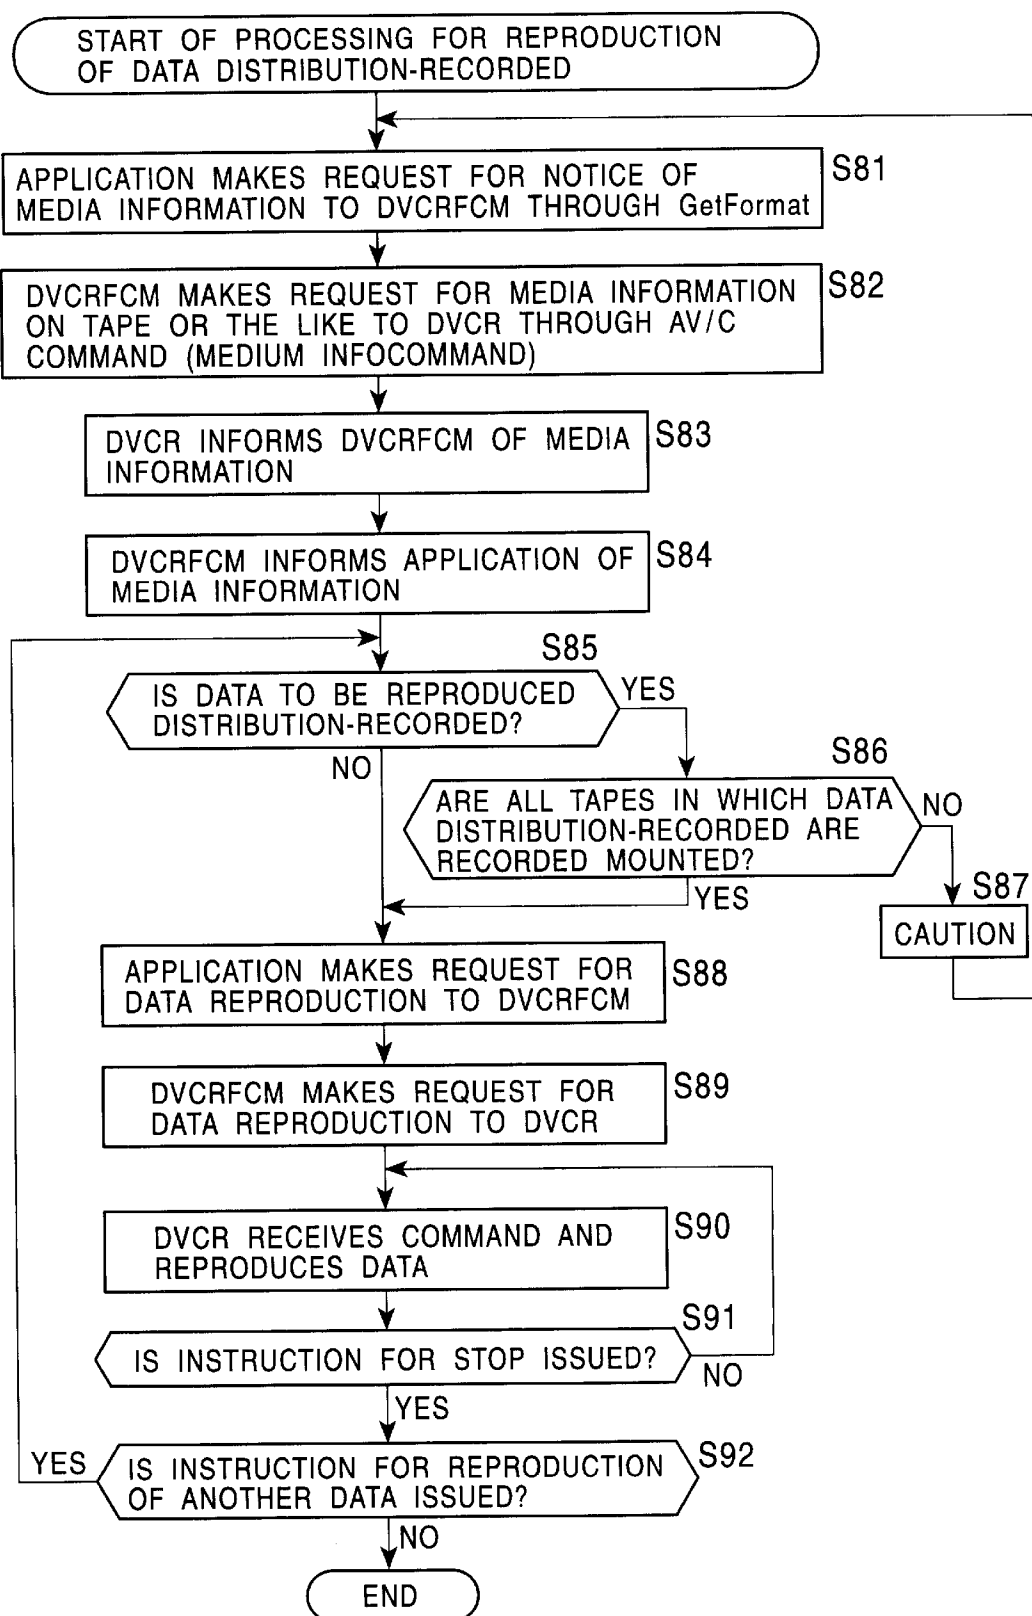 START OF PROCESSING FOR REPRODUCTION
OF DATA DISTRIBUTION-RECORDED
APPLICATION MAKES REQUEST FOR NOTICE OF
MEDIA INFORMATION TO DVCRFCM THROUGH GetFormat
S81
DVCRFCM MAKES REQUEST FOR MEDIA INFORMATION
ON TAPE OR THE LIKE TO DVCR THROUGH AV/C
COMMAND (MEDIUM INFOCOMMAND)
S82
DVCR INFORMS DVCRFCM OF MEDIA
INFORMATION
S83
DVCRFCM INFORMS APPLICATION OF
MEDIA INFORMATION
S84
S85
IS DATA TO BE REPRODUCED
DISTRIBUTION-RECORDED?
YES
NO
S86
ARE ALL TAPES IN WHICH DATA
DISTRIBUTION-RECORDED ARE
RECORDED MOUNTED?
NO
YES
S87
CAUTION
APPLICATION MAKES REQUEST FOR
DATA REPRODUCTION TO DVCRFCM
S88
DVCRFCM MAKES REQUEST FOR
DATA REPRODUCTION TO DVCR
S89
DVCR RECEIVES COMMAND AND
REPRODUCES DATA
S90
S91
IS INSTRUCTION FOR STOP ISSUED?
NO
YES
S92
YES
IS INSTRUCTION FOR REPRODUCTION
OF ANOTHER DATA ISSUED?
NO
END